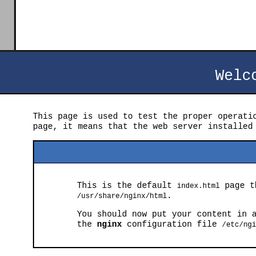 Welco
This page is used to test the proper operatio
page, it means that the web server installed
This is the default index.html page th
/usr/share/nginx/html.
You should now put your content in a
the nginx configuration file /etc/ngi